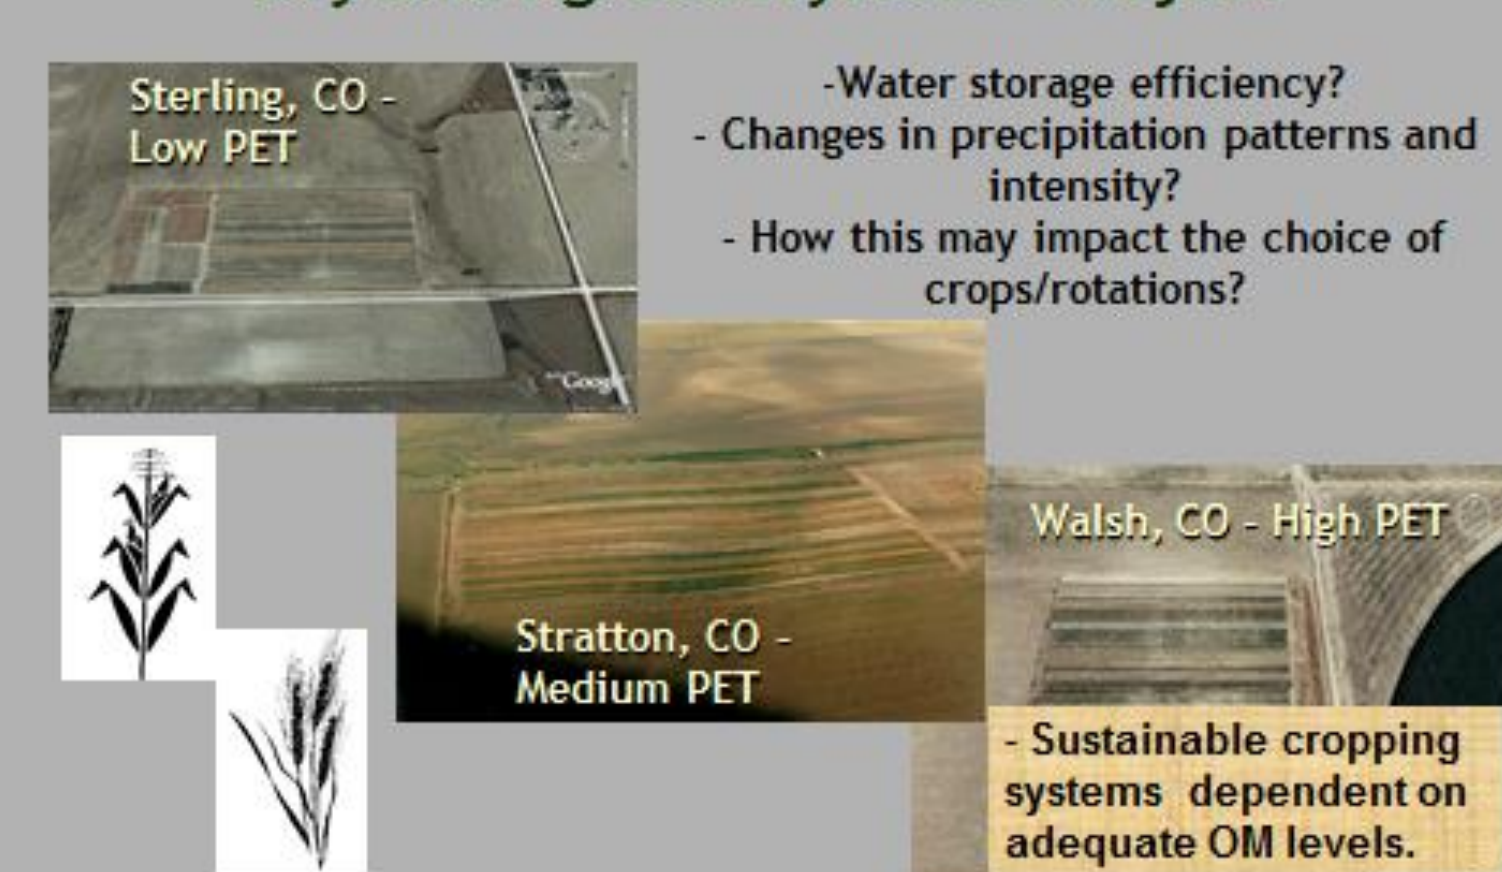 Sterling, CO -
Low PET
-Water storage efficiency?
- Changes in precipitation patterns and
intensity?
- How this may impact the choice of
crops/rotations?
Google
Stratton, CO -
Medium PET
Walsh, CO - High PET
- Sustainable cropping
systems dependent on
adequate OM levels.